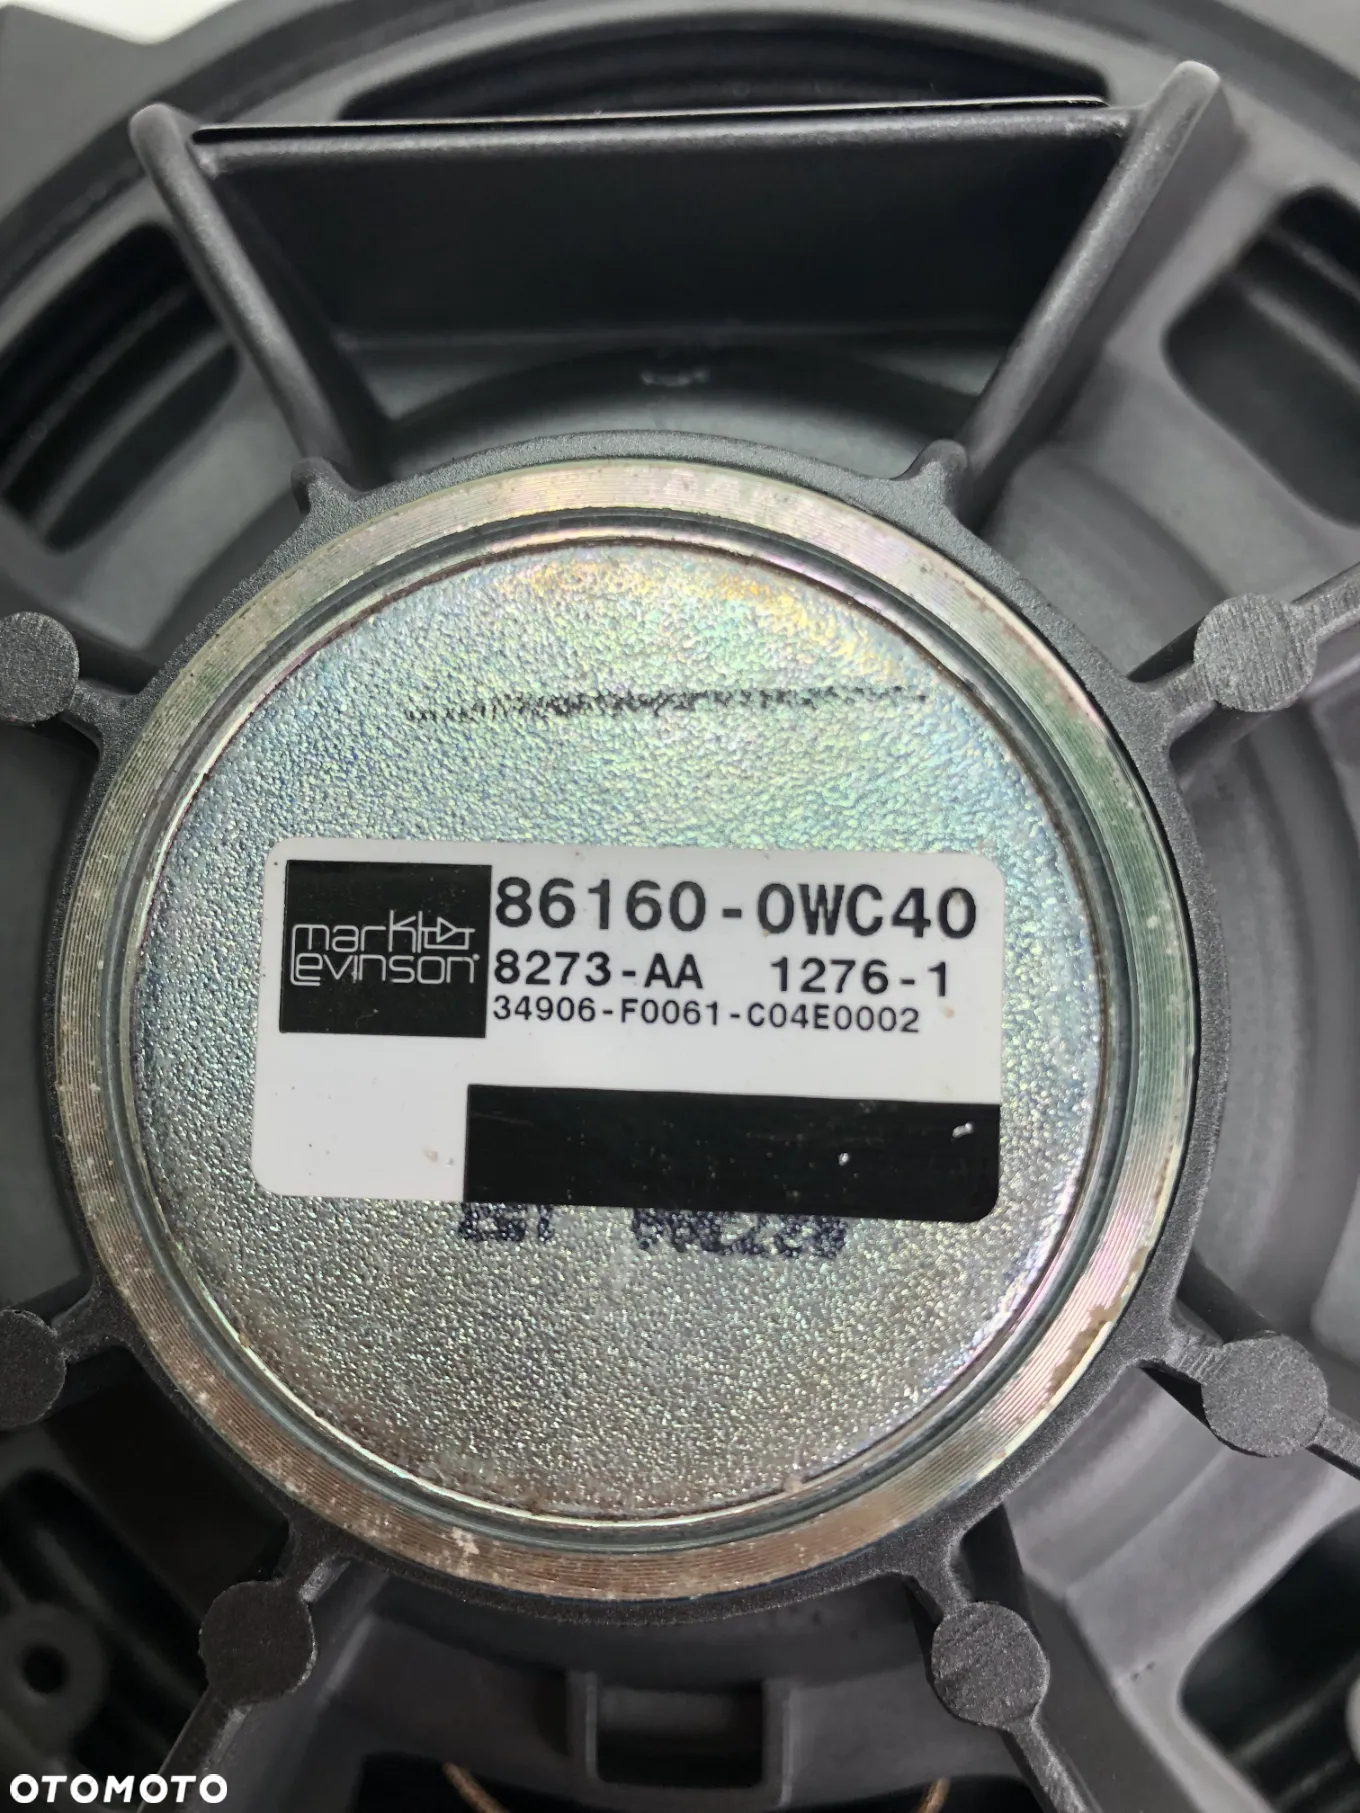 mark
levinson
86160-0WC40
8273-AA 1276-1
34906-F0061-C04E0002
OTOMOTO